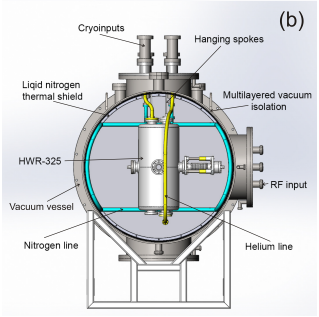 (b)
Cryoinputs
Hanging spokes
Liqid nitrogen
thermal shield
Multilayered vacuum
isolation
HWR-325
RF input
Vacuum vessel
Nitrogen line
Helium line